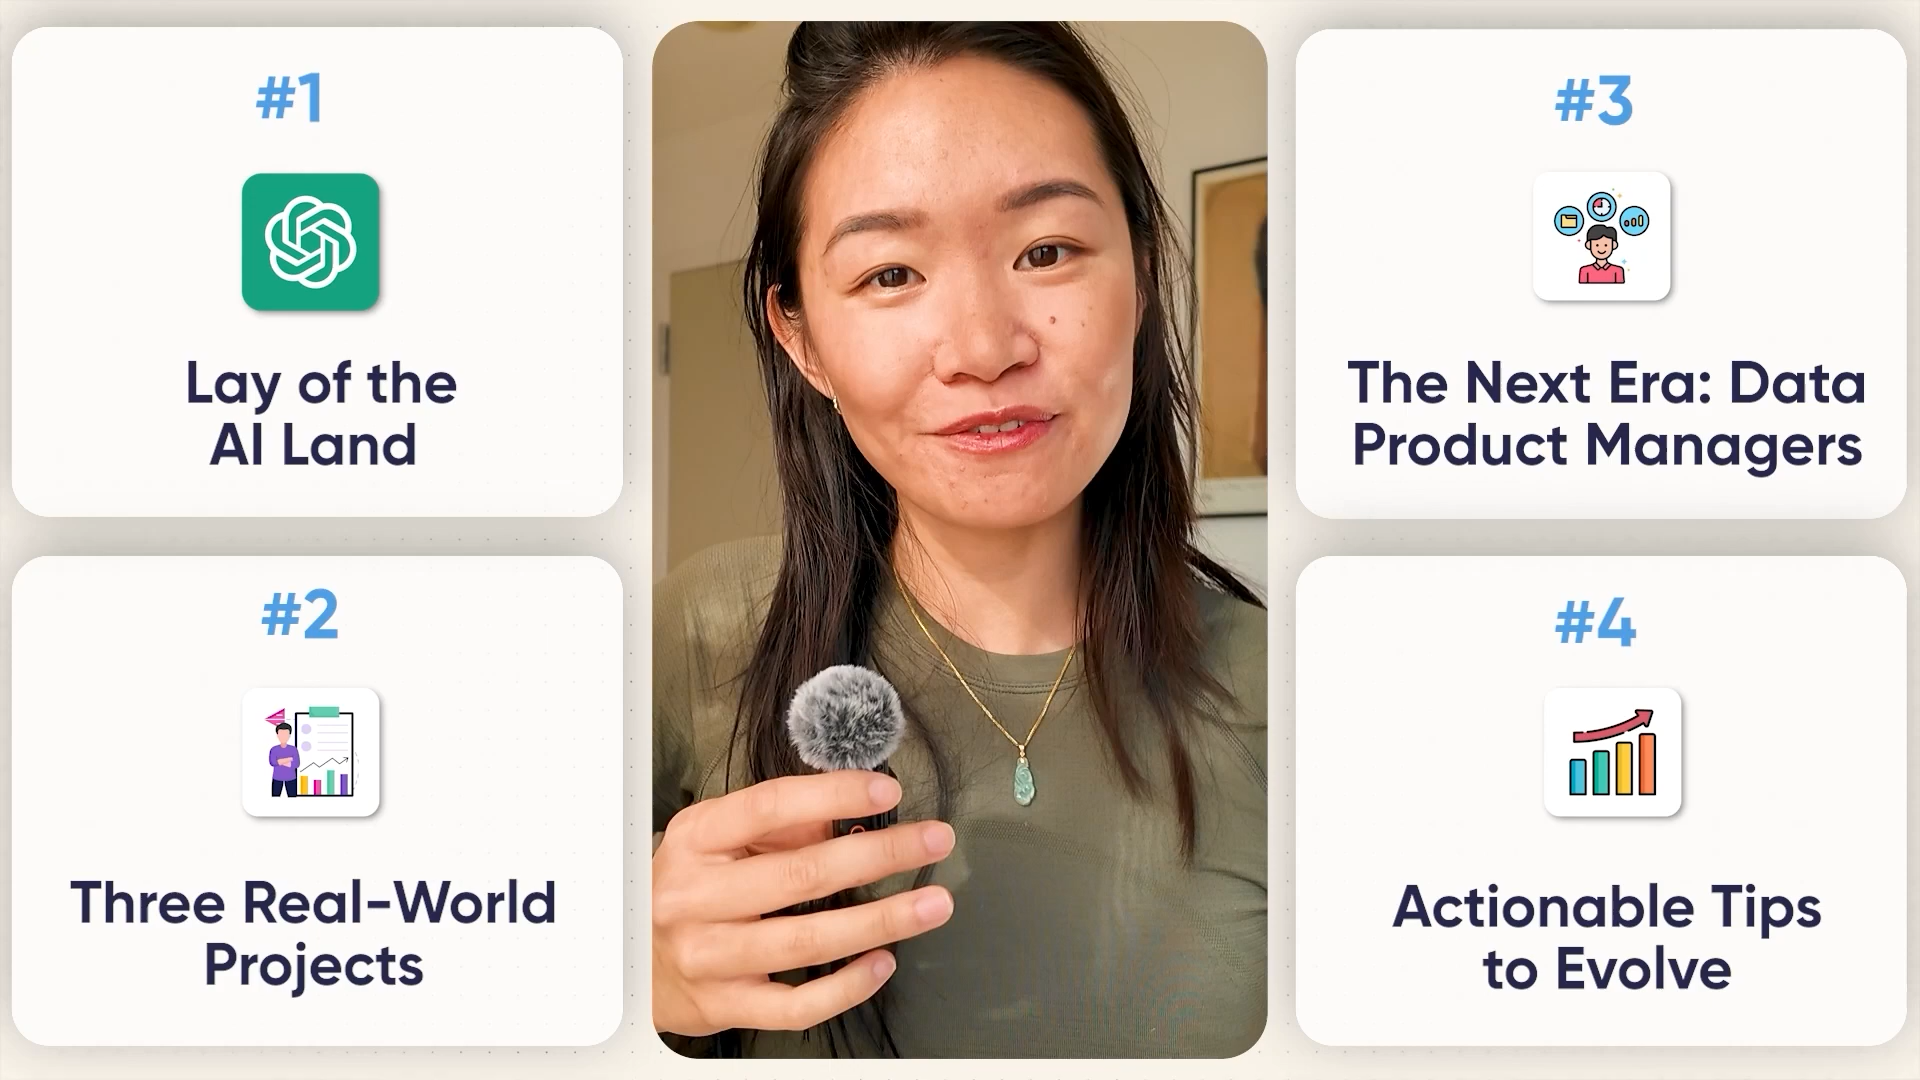 #1
Lay of the
AI Land
#2
Three Real-World
Projects
#3
The Next Era: Data
Product Managers
#4
Actionable Tips
to Evolve